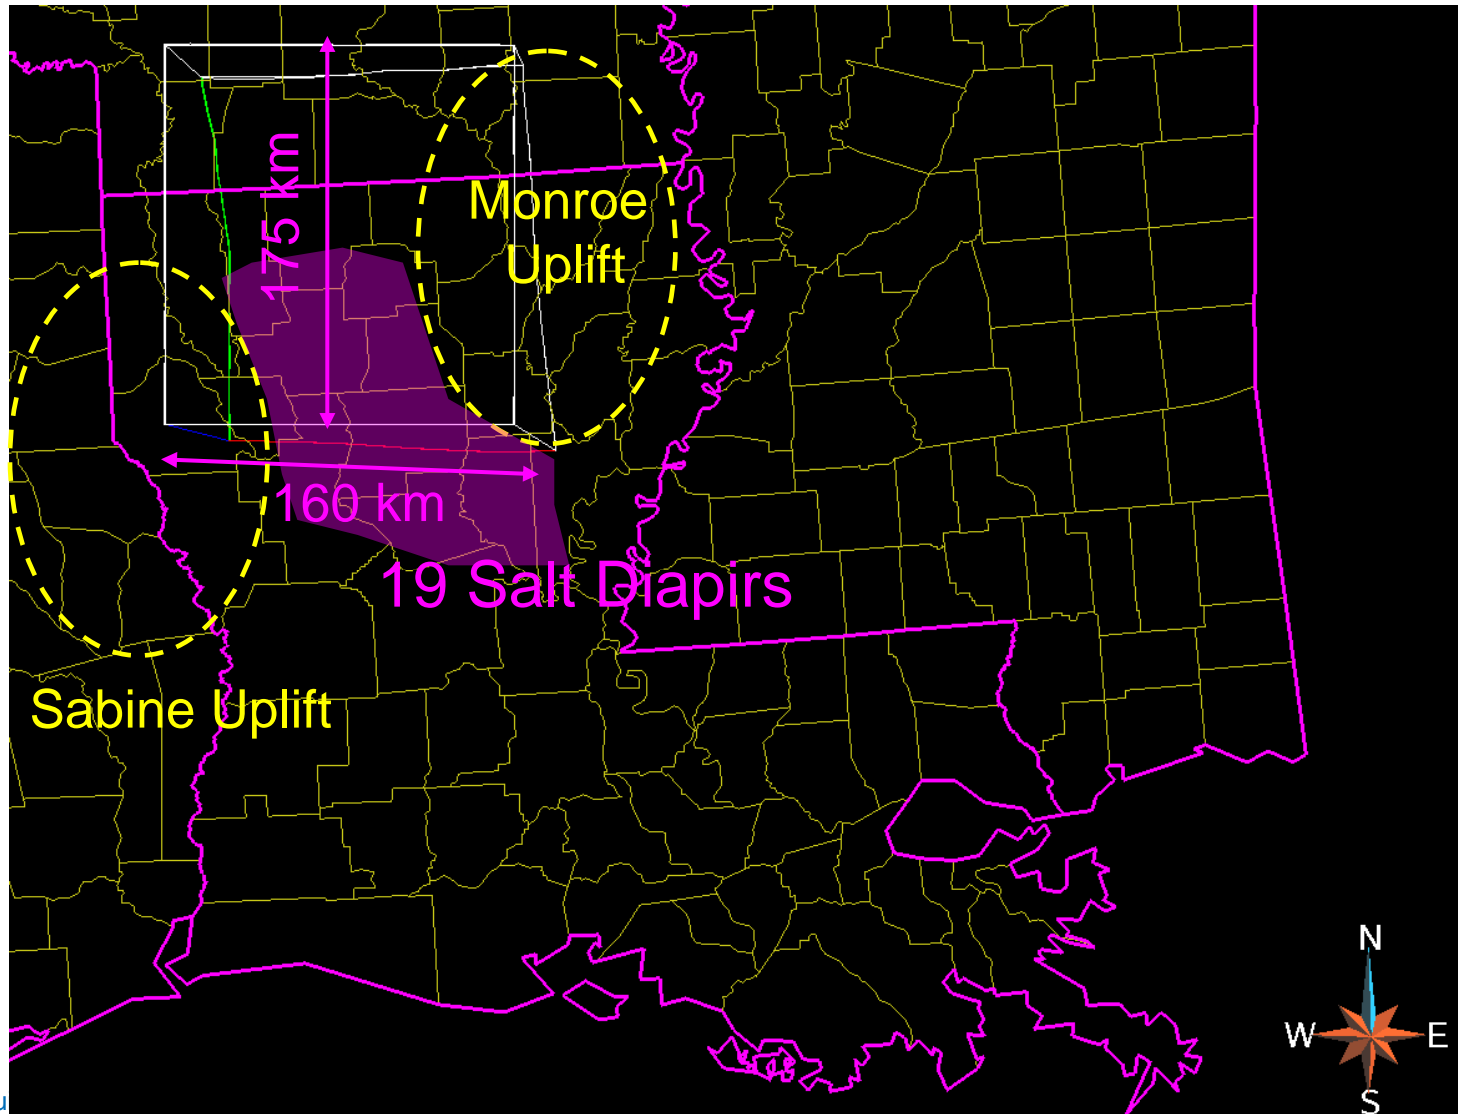 175 km
Monroe
Uplift
160 km
19 Salt Diapirs
Sabine Uplift
N
W
E
S